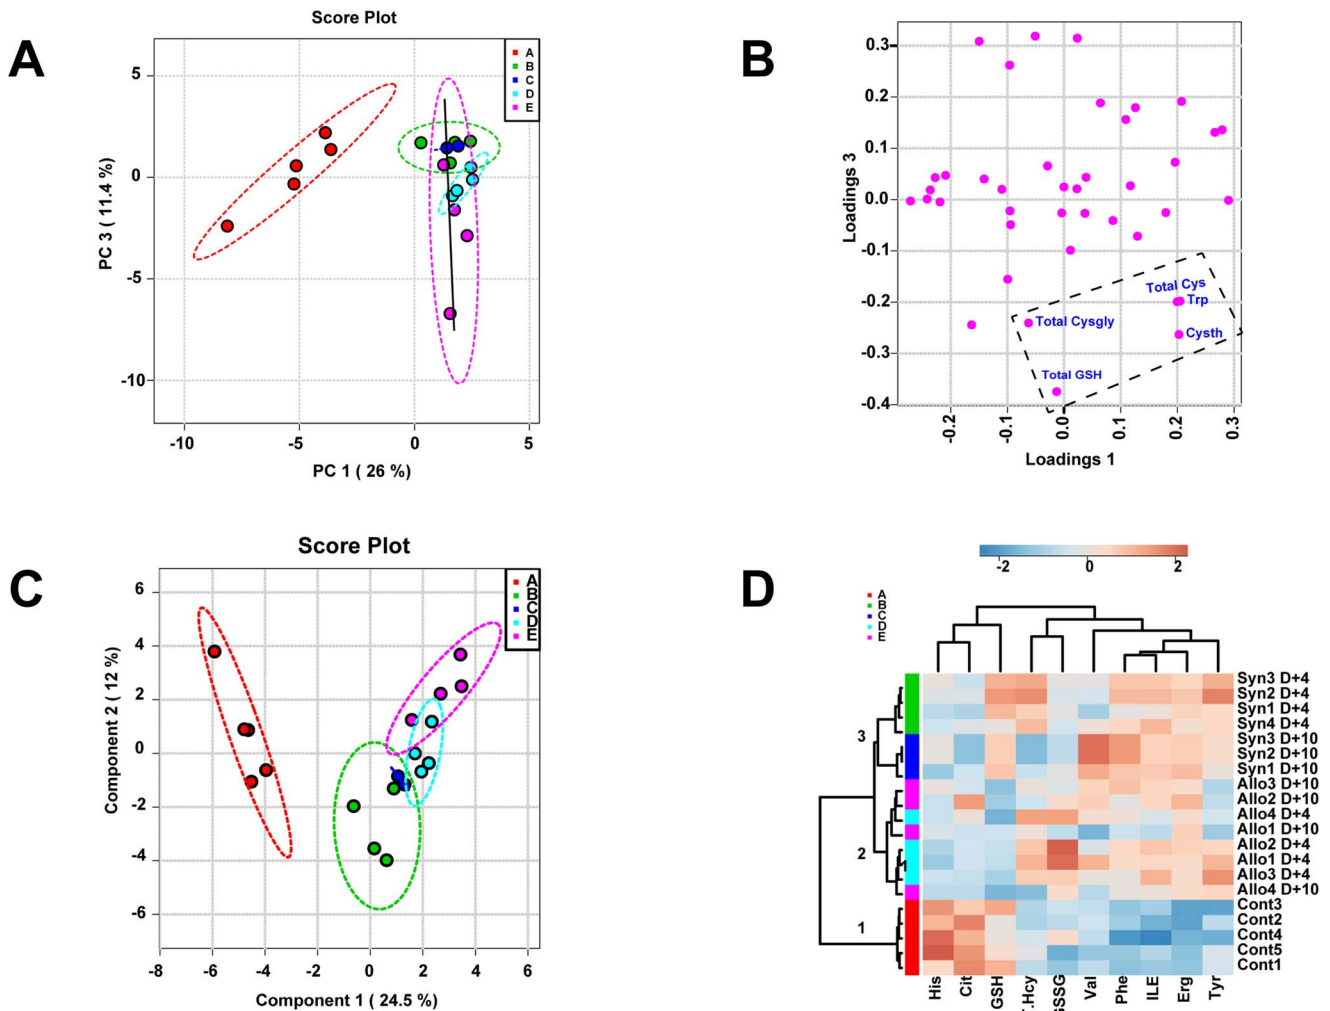 A
Score Plot
A
B
C
D
E
5
0
-5
-10
PC 3 ( 11.4 %)
-10
-5
0
5
PC 1 ( 26 %)
B
0.3
0.2
0.1
0.0
-0.1
-0.2
-0.3
-0.4
Loadings 3
Total Cys
Trp
Total Cysgly
Cysth
Total GSH
-0.2
-0.1
0.0
0.1
0.2
0.3
Loadings 1
C
Score Plot
A
B
C
D
E
6
4
2
0
-2
-4
-6
Component 2 ( 12 %)
-8
-6
-4
-2
0
2
4
6
Component 1 ( 24.5 %)
D
-2
0
2
A
B
C
D
E
3
2
1
Syn3 D+4
Syn2 D+4
Syn1 D+4
Syn4 D+4
Syn3 D+10
Syn2 D+10
Syn1 D+10
Allo3 D+10
Allo2 D+10
Allo4 D+4
Allo1 D+10
Allo2 D+4
Allo1 D+4
Allo3 D+4
Allo4 D+10
Cont3
Cont2
Cont4
Cont5
Cont1
His
Cit
GSH
.Hcy
GSSG
Val
Phe
ILE
Erg
Tyr